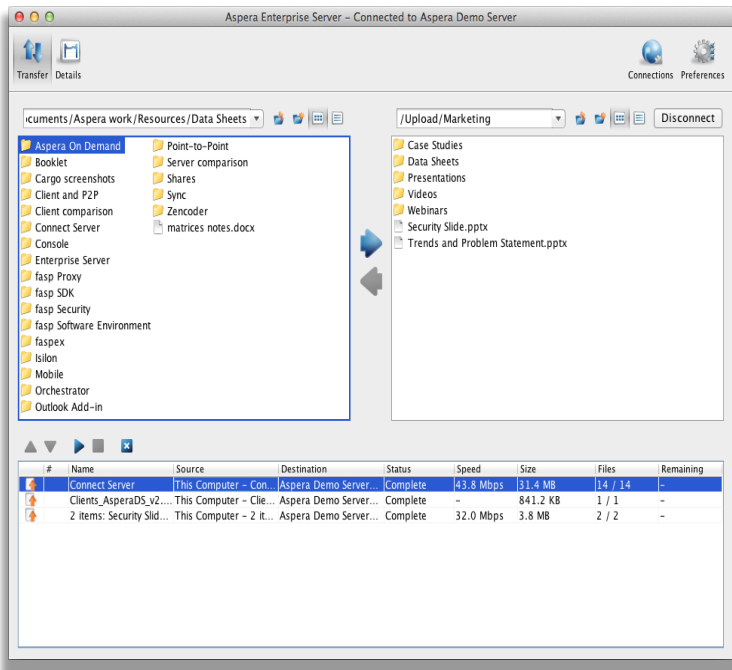 Aspera Enterprise Server – Connected to Aspera Demo Server
Transfer Details Connections Preferences
cuments/Aspera work/Resources/Data Sheets
/Upload/Marketing Disconnect
Aspera On Demand
Booklet
Cargo screenshots
Client and P2P
Client comparison
Connect Server
Console
Enterprise Server
fasp Proxy
fasp SDK
fasp Security
fasp Software Environment
faspex
Isilon
Mobile
Orchestrator
Outlook Add-in
Point-to-Point
Server comparison
Shares
Sync
Zencoder
matrices notes.docx
Case Studies
Data Sheets
Presentations
Videos
Webinars
Security Slide.pptx
Trends and Problem Statement.pptx
# Name Source Destination Status Speed Size Files Remaining
Connect Server This Computer – Con... Aspera Demo Server... Complete 43.8 Mbps 31.4 MB 14 / 14 –
Clients_AsperaDS_v2.... This Computer – Clie... Aspera Demo Server... Complete – 841.2 KB 1 / 1 –
2 items: Security Slid... This Computer – 2 it... Aspera Demo Server... Complete 32.0 Mbps 3.8 MB 2 / 2 –